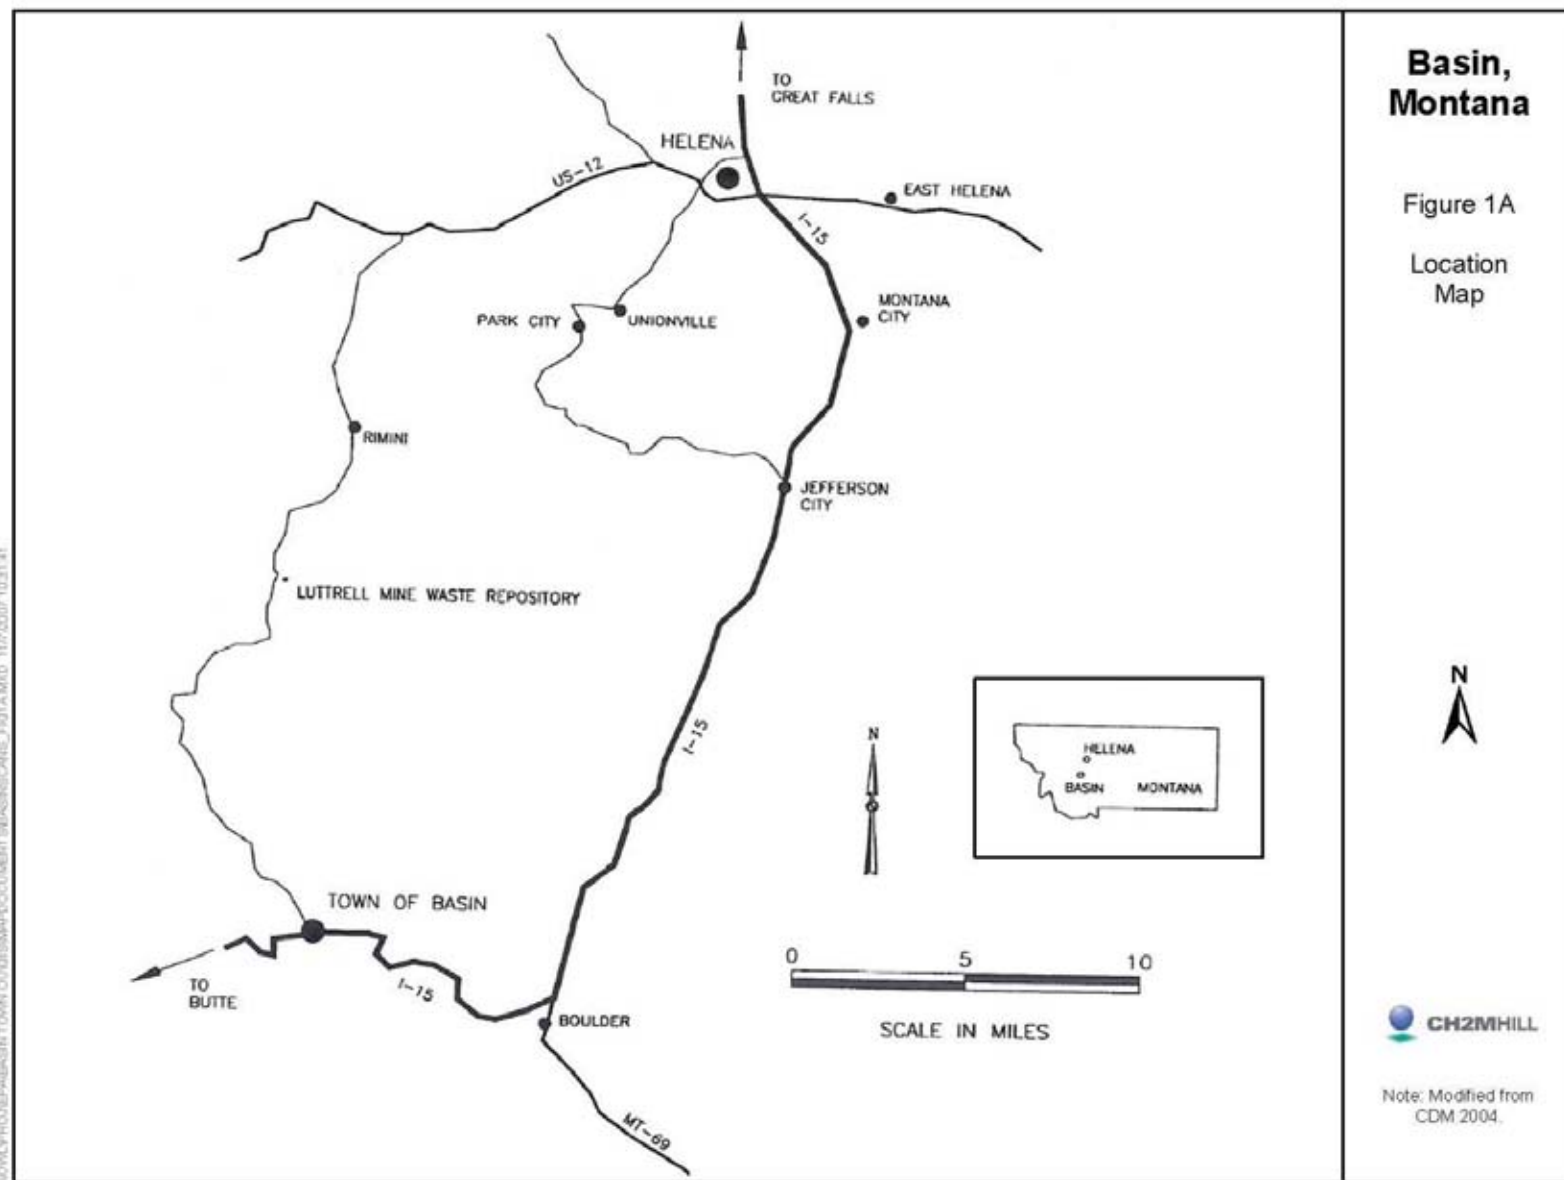 TO
GREAT FALLS
HELENA
US-12
EAST HELENA
I-15
MONTANA
CITY
PARK CITY
UNIONVILLE
RIMINI
JEFFERSON
CITY
LUTTRELL MINE WASTE REPOSITORY
I-15
N
HELENA
BASIN
MONTANA
TOWN OF BASIN
TO
BUTTE
I-15
BOULDER
MT-69
0 5 10
SCALE IN MILES
Basin,
Montana
Figure 1A
Location
Map
N
CH2MHILL
Note: Modified from
CDM 2004.